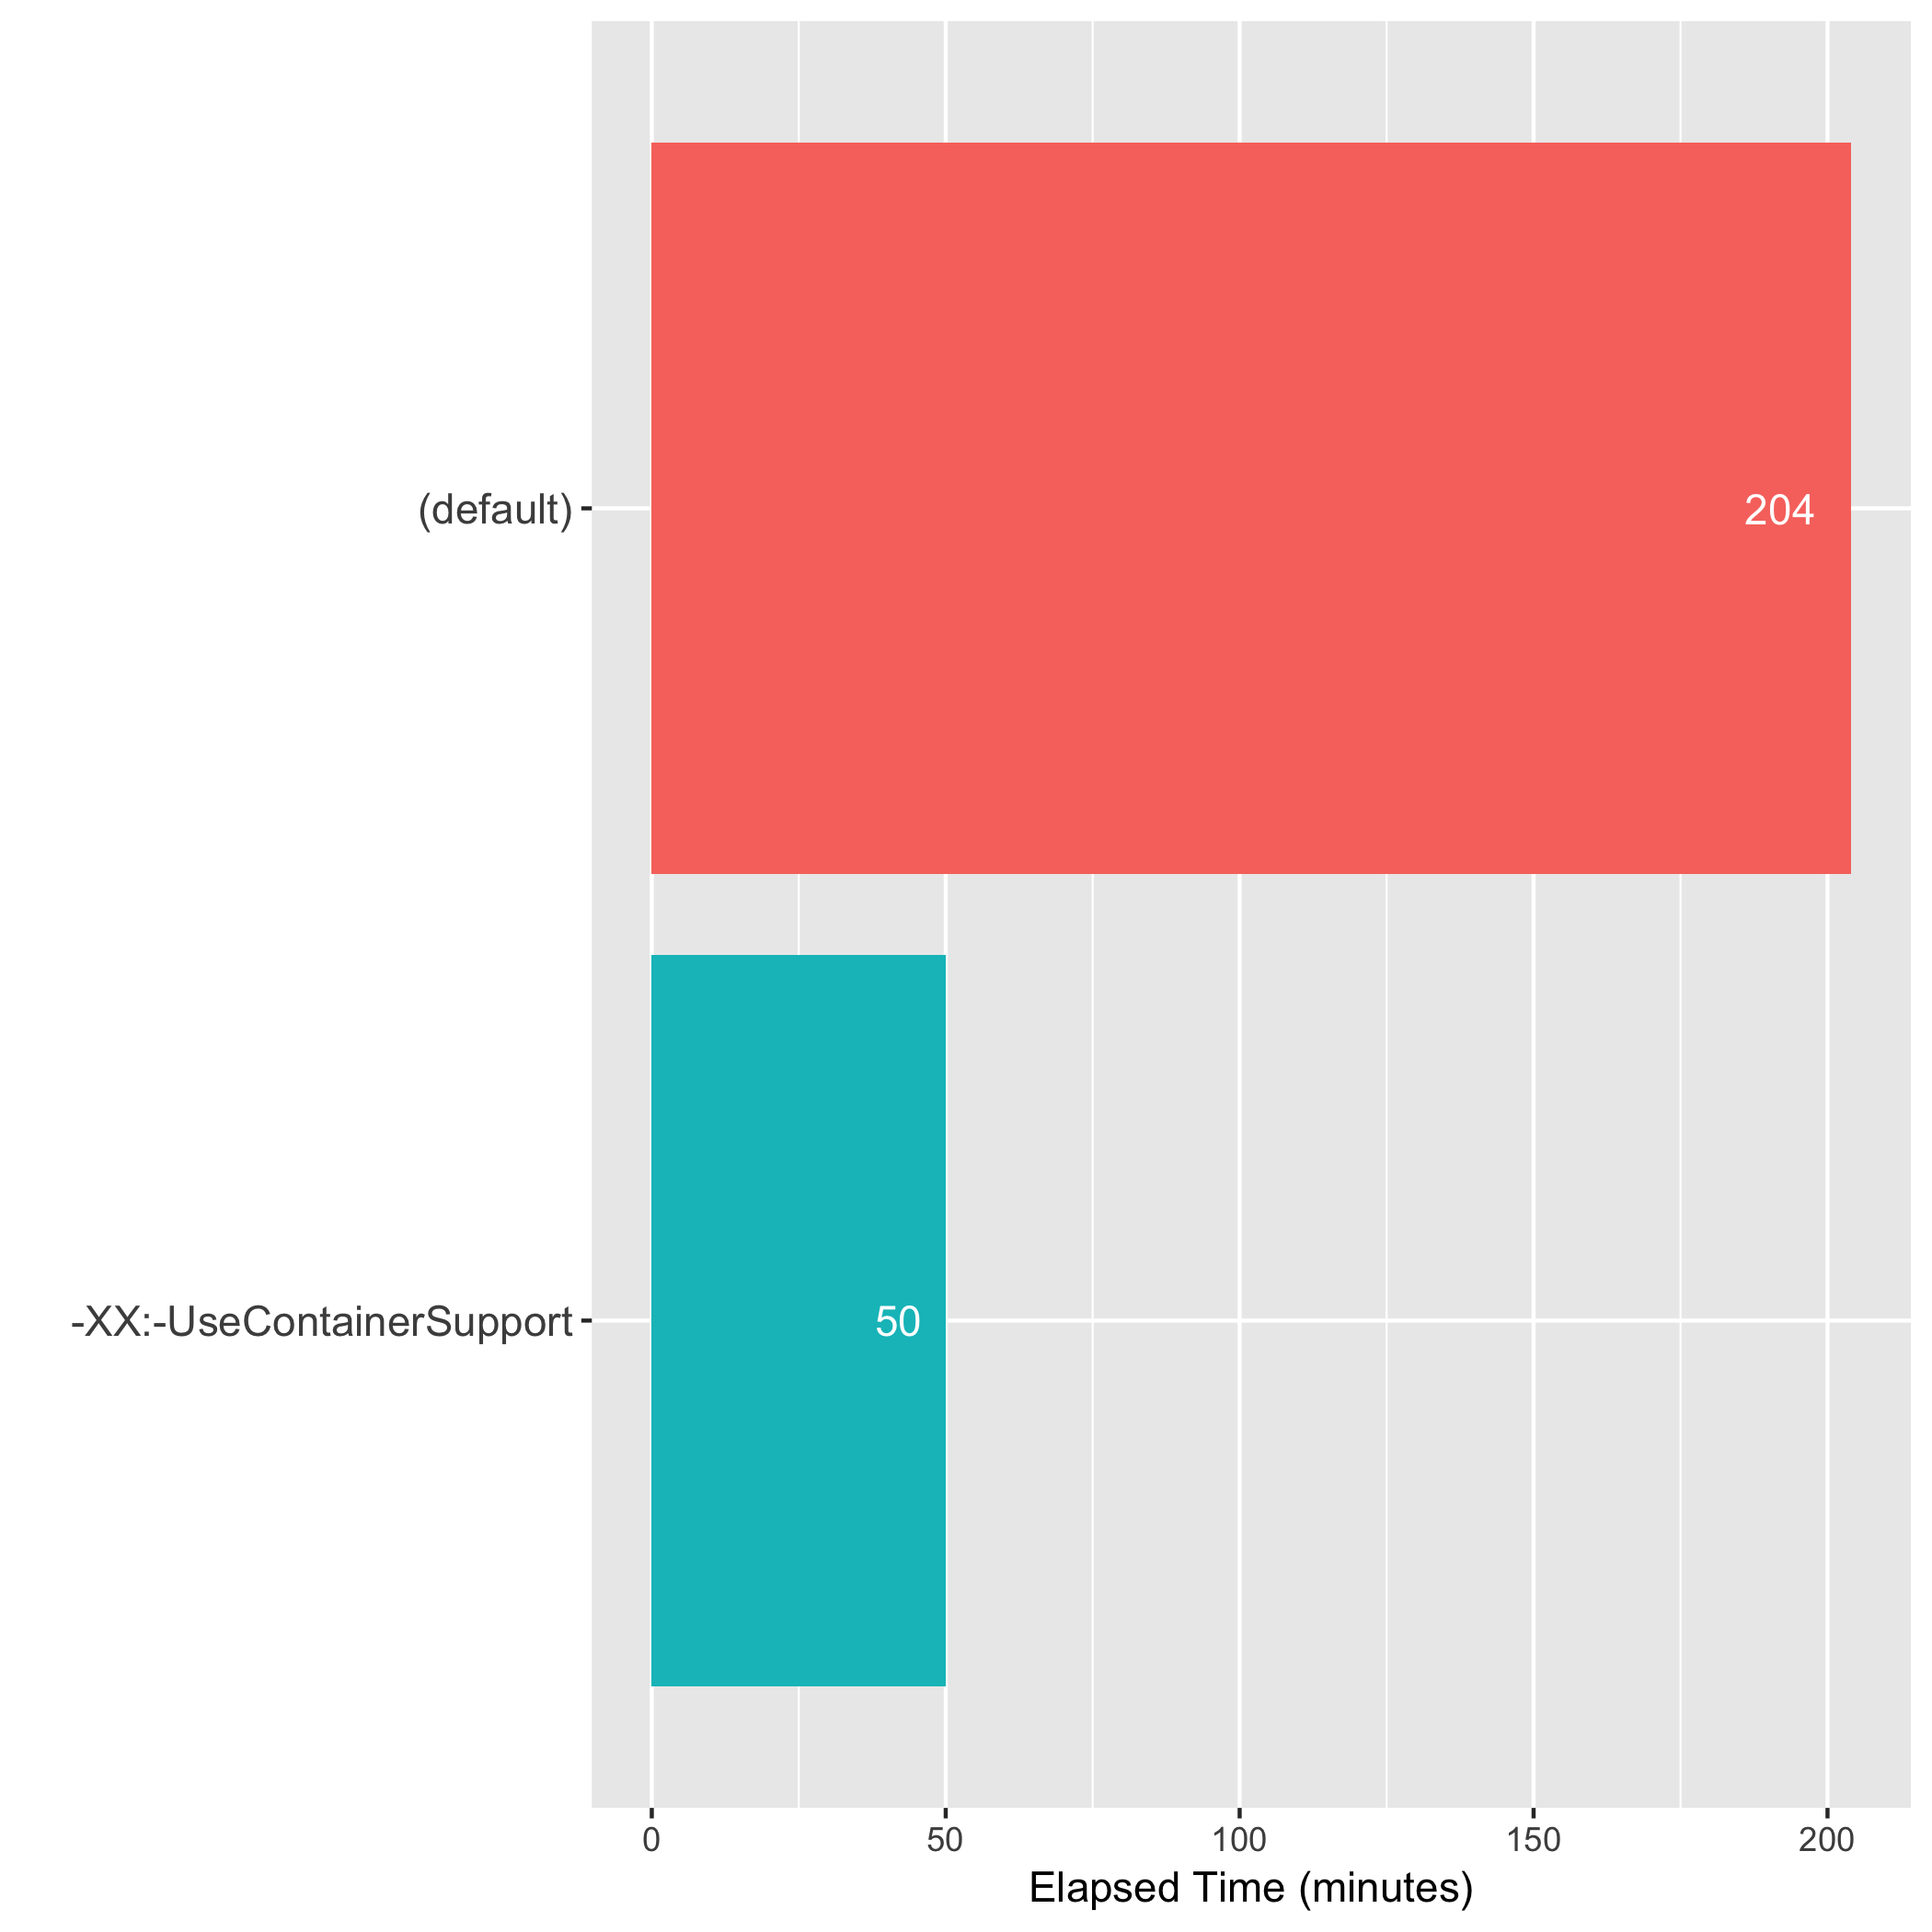 (default)
204
-XX:-UseContainerSupport
50
0 50 100 150 200
Elapsed Time (minutes)